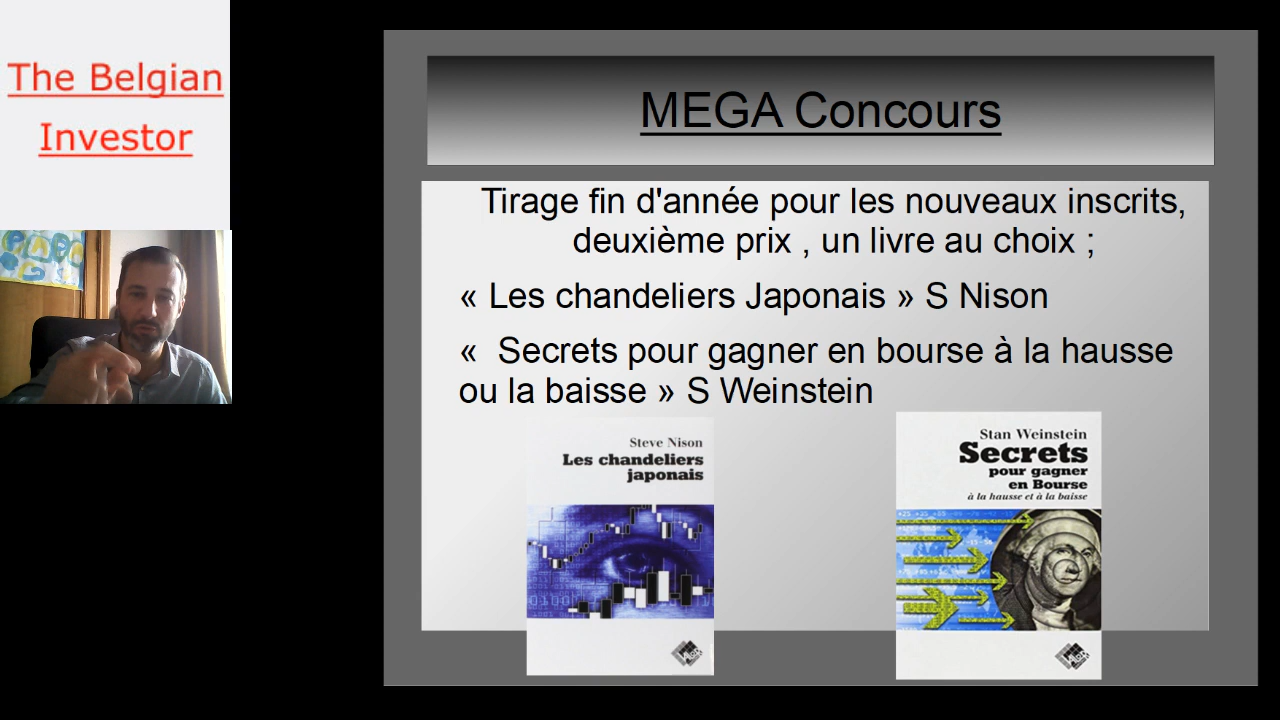 The Belgian
Investor
MEGA Concours
Tirage fin d'année pour les nouveaux inscrits,
deuxième prix , un livre au choix ;
« Les chandeliers Japonais » S Nison
«  Secrets pour gagner en bourse à la hausse
ou la baisse » S Weinstein
Steve Nison
Les chandeliers
japonais
Stan Weinstein
Secrets
pour gagner
en Bourse
à la hausse et à la baisse